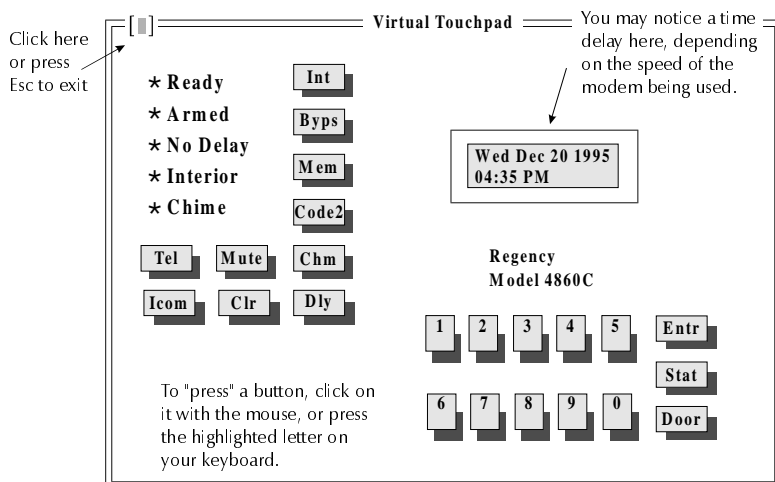 Virtual Touchpad
Click here
or press
Esc to exit
You may notice a time
delay here, depending
on the speed of the
modem being used.
* Ready
* Armed
* No Delay
* Interior
* Chime
Int
Byps
Mem
Code2
Tel Mute Chm
Icom Clr Dly
Wed Dec 20 1995
04:35 PM
Regency
Model 4860C
1 2 3 4 5 Entr
Stat
6 7 8 9 0 Door
To "press" a button, click on
it with the mouse, or press
the highlighted letter on
your keyboard.